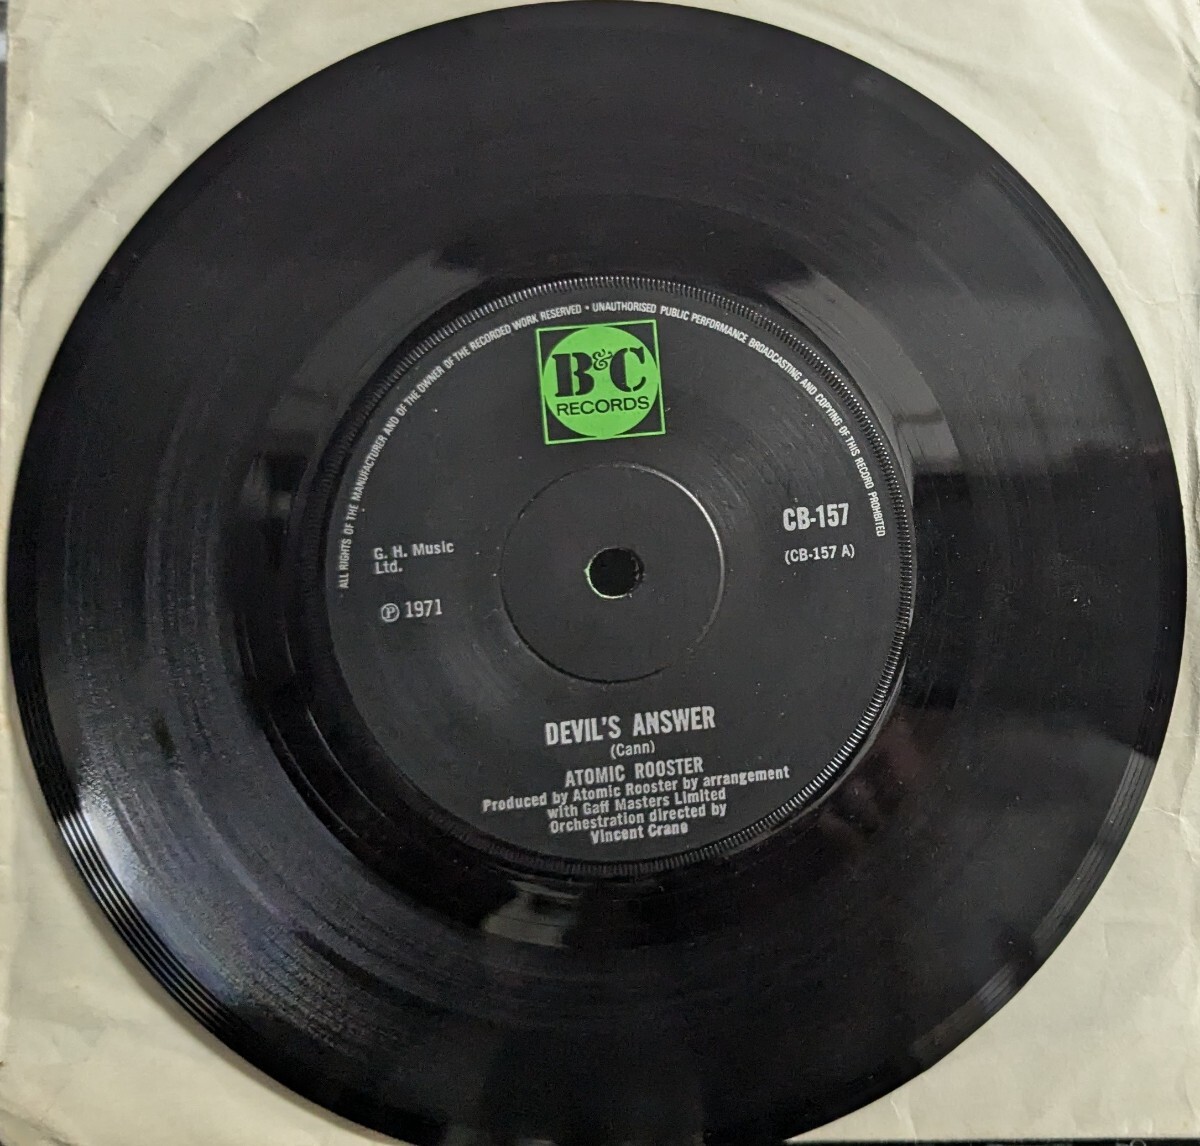 ALL RIGHTS OF THE MANUFACTURER AND OF THE OWNER OF THE RECORDED WORK RESERVED • UNAUTHORISED PUBLIC PERFORMANCE BROADCASTING AND COPYING OF THIS RECORD PROHIBITED
B&C
RECORDS
CB-157
(CB-157 A)
G. H. Music
Ltd.
℗ 1971
DEVIL'S ANSWER
(Cann)
ATOMIC ROOSTER
Produced by Atomic Rooster by arrangement
with Gaff Masters Limited
Orchestration directed by
Vincent Crane